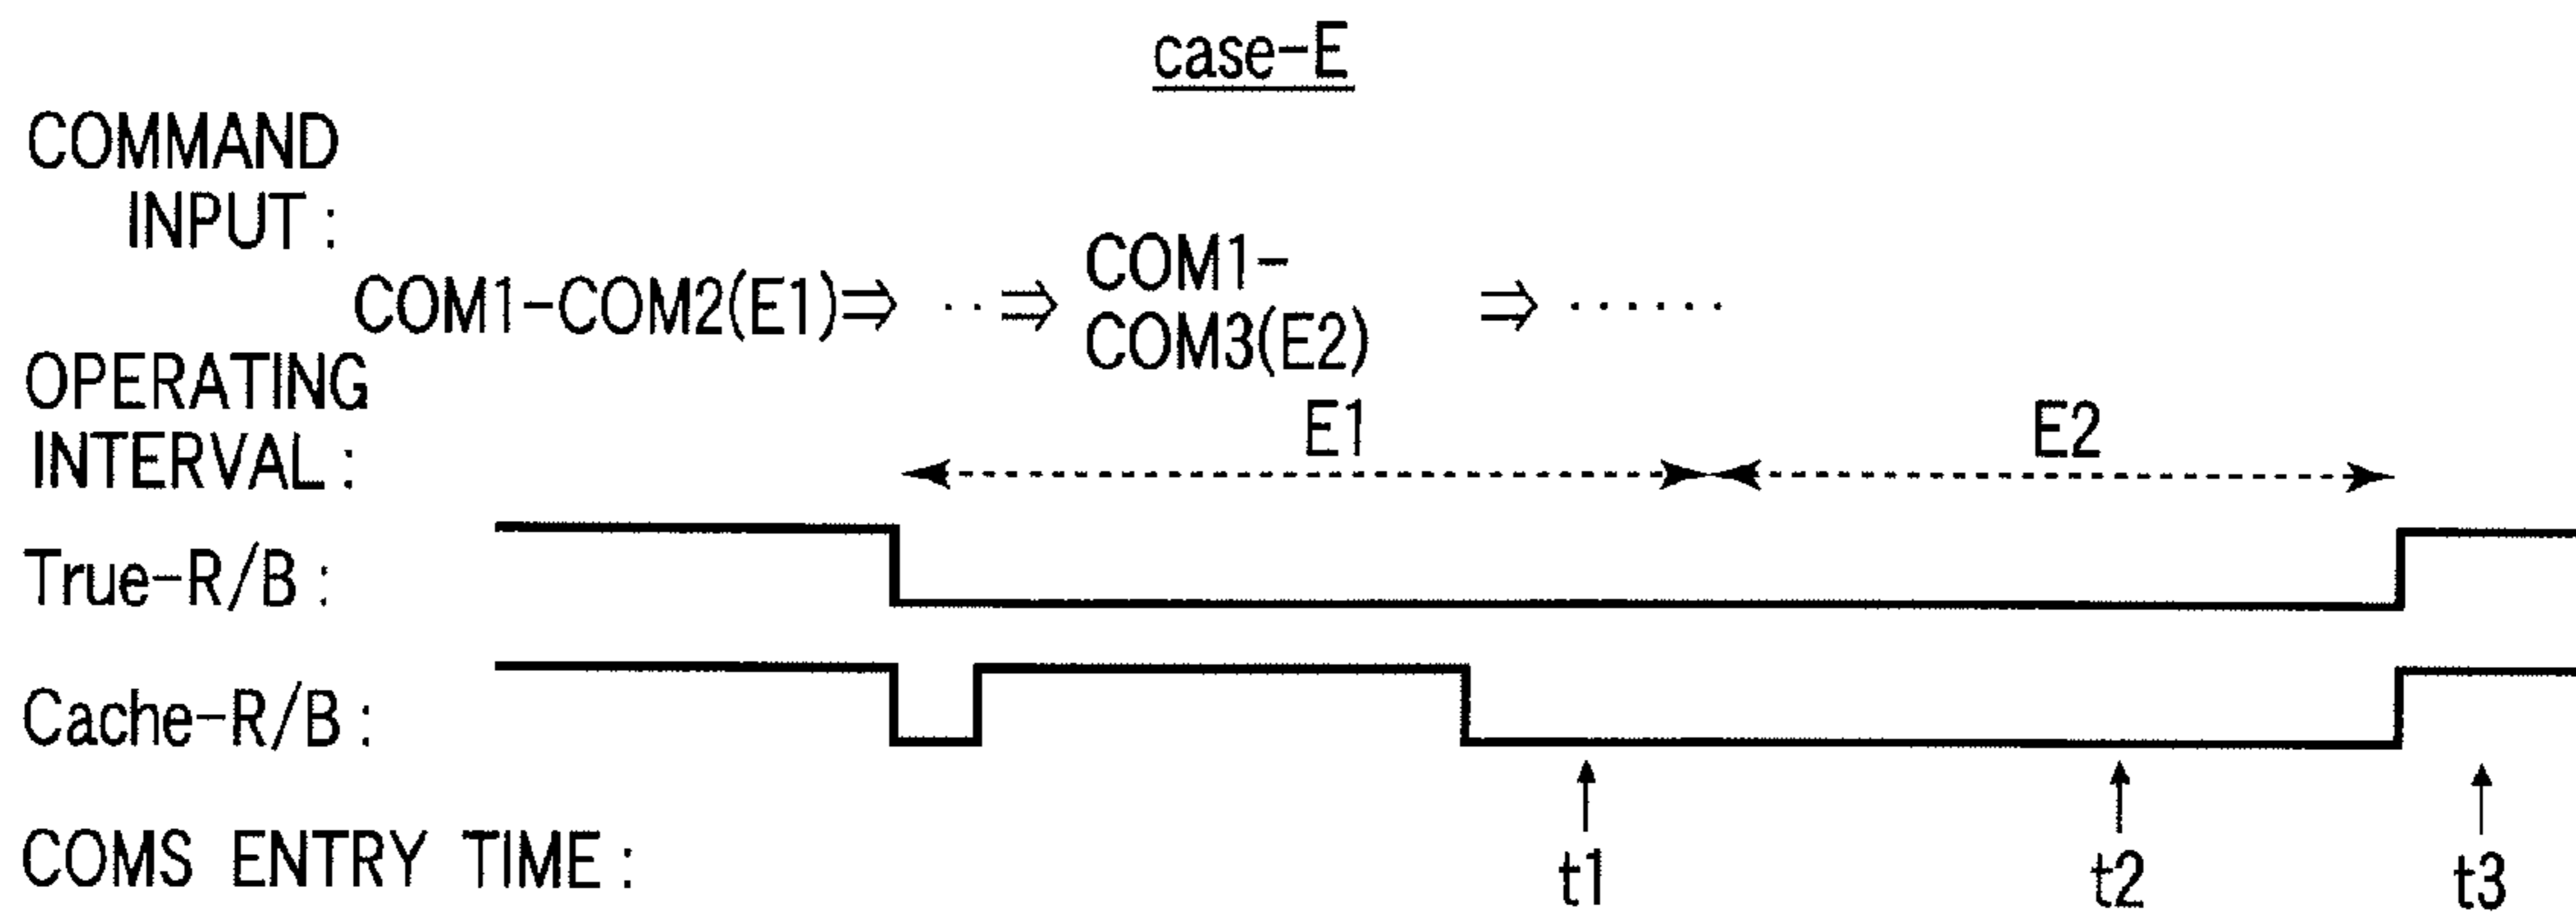 case-E
COMMAND
INPUT :
COM1-COM2(E1)⇒ ‥⇒ COM1-
COM3(E2) ⇒ ‥‥‥
OPERATING
INTERVAL :
E1 E2
True-R/B :
Cache-R/B :
COMS ENTRY TIME :
t1 t2 t3